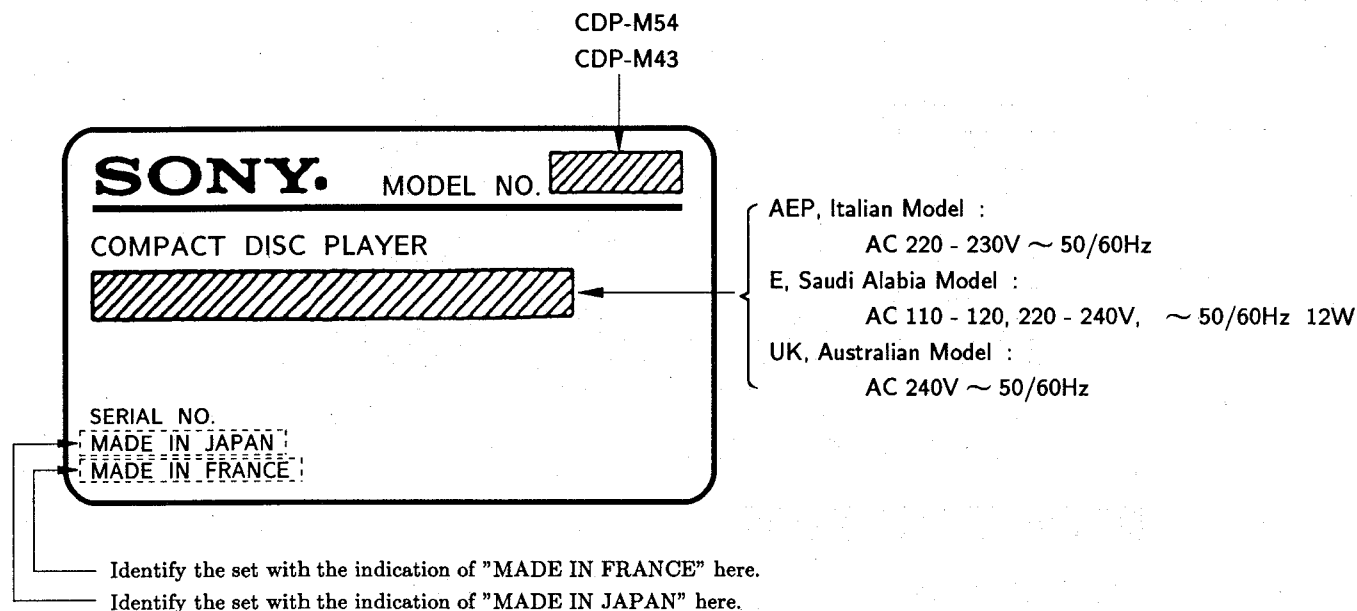 CDP-M54
CDP-M43
SONY. MODEL NO.
COMPACT DISC PLAYER
AEP, Italian Model :
AC 220 - 230V ~ 50/60Hz
E, Saudi Alabia Model :
AC 110 - 120, 220 - 240V, ~ 50/60Hz 12W
UK, Australian Model :
AC 240V ~ 50/60Hz
SERIAL NO.
MADE IN JAPAN
MADE IN FRANCE
Identify the set with the indication of "MADE IN FRANCE" here.
Identify the set with the indication of "MADE IN JAPAN" here.